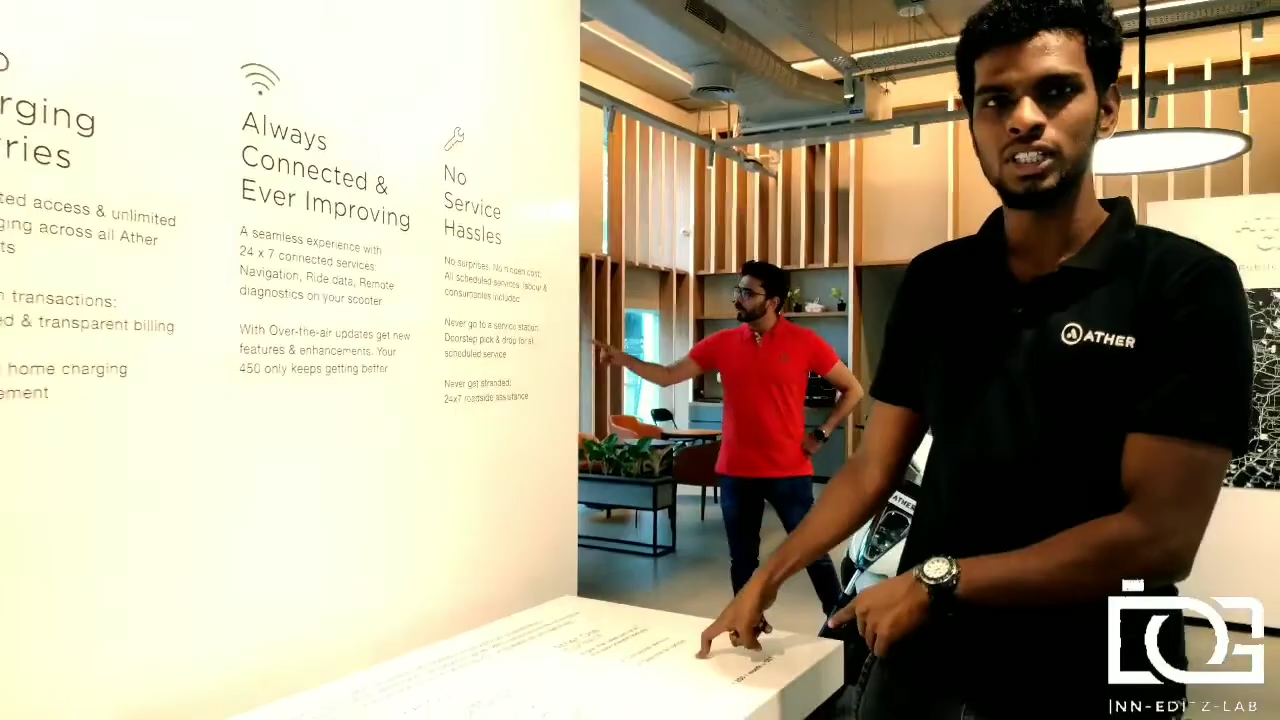 rging
rries
ted access & unlimited
ging across all Ather
ts
transactions:
ed & transparent billing
home charging
ement
Always
Connected &
Ever Improving
A seamless experience with
24 x 7 connected services:
Navigation, Ride data, Remote
diagnostics on your scooter
With Over-the-air updates get new
features & enhancements. Your
450 only keeps getting better
No
Service
Hassles
No surprises. No hidden cost:
All scheduled services, labour &
consumables included
Never go to a service station:
Doorstep pick & drop for all
scheduled service
Never get stranded:
24x7 roadside assistance
ATHER
ATHER
INN-EDITZ-LAB